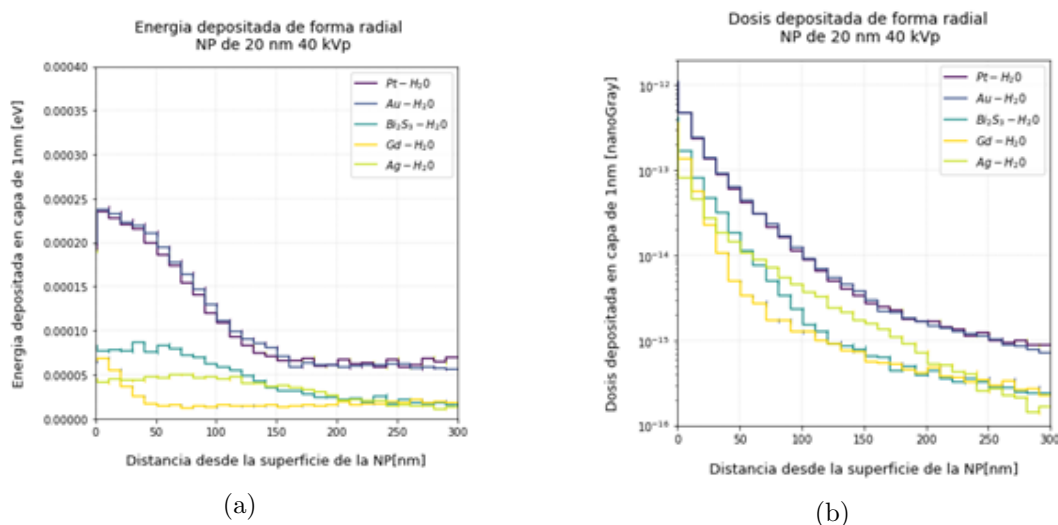 Energia depositada de forma radial
NP de 20 nm 40 kVp
Energia depositada en capa de 1nm [eV]
0.00040
0.00035
0.00030
0.00025
0.00020
0.00015
0.00010
0.00005
0.00000
Pt − H₂0
Au − H₂0
Bi₂S₃ − H₂0
Gd − H₂0
Ag − H₂0
0 50 100 150 200 250 300
Distancia desde la superficie de la NP[nm]
(a)
Dosis depositada de forma radial
NP de 20 nm 40 kVp
Dosis depositada en capa de 1nm [nanoGray]
10⁻¹²
10⁻¹³
10⁻¹⁴
10⁻¹⁵
10⁻¹⁶
Pt − H₂0
Au − H₂0
Bi₂S₃ − H₂0
Gd − H₂0
Ag − H₂0
0 50 100 150 200 250 300
Distancia desde la superficie de la NP[nm]
(b)